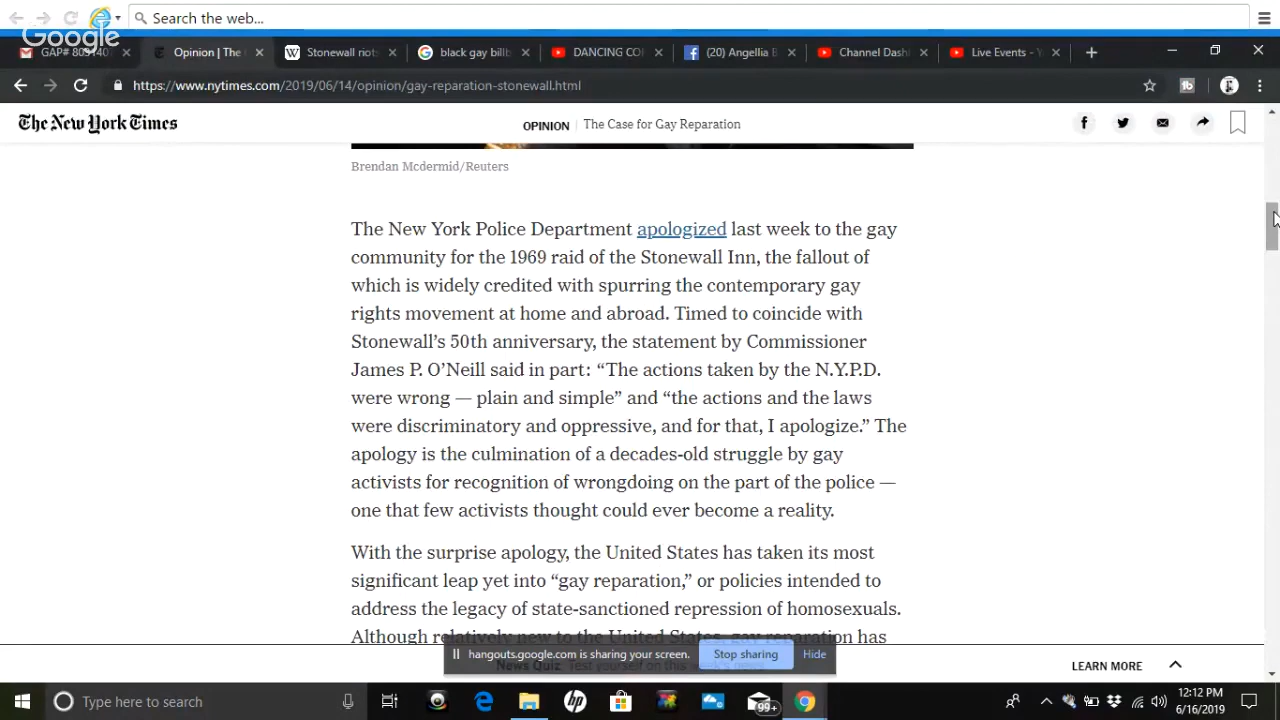 Search the web...
Google
GAP# 809140
Opinion | The
Stonewall riots
black gay billb
DANCING CO
(20) Angellia B
Channel Dash
Live Events - Y
https://www.nytimes.com/2019/06/14/opinion/gay-reparation-stonewall.html
The New York Times
OPINION | The Case for Gay Reparation
Brendan Mcdermid/Reuters
The New York Police Department apologized last week to the gay
community for the 1969 raid of the Stonewall Inn, the fallout of
which is widely credited with spurring the contemporary gay
rights movement at home and abroad. Timed to coincide with
Stonewall’s 50th anniversary, the statement by Commissioner
James P. O’Neill said in part: “The actions taken by the N.Y.P.D.
were wrong — plain and simple” and “the actions and the laws
were discriminatory and oppressive, and for that, I apologize.” The
apology is the culmination of a decades-old struggle by gay
activists for recognition of wrongdoing on the part of the police —
one that few activists thought could ever become a reality.
With the surprise apology, the United States has taken its most
significant leap yet into “gay reparation,” or policies intended to
address the legacy of state-sanctioned repression of homosexuals.
Although relatively new to the United States, gay reparation has
hangouts.google.com is sharing your screen. Stop sharing Hide
News Quiz: Test yourself on this week's news
LEARN MORE
Type here to search
99+
12:12 PM
6/16/2019